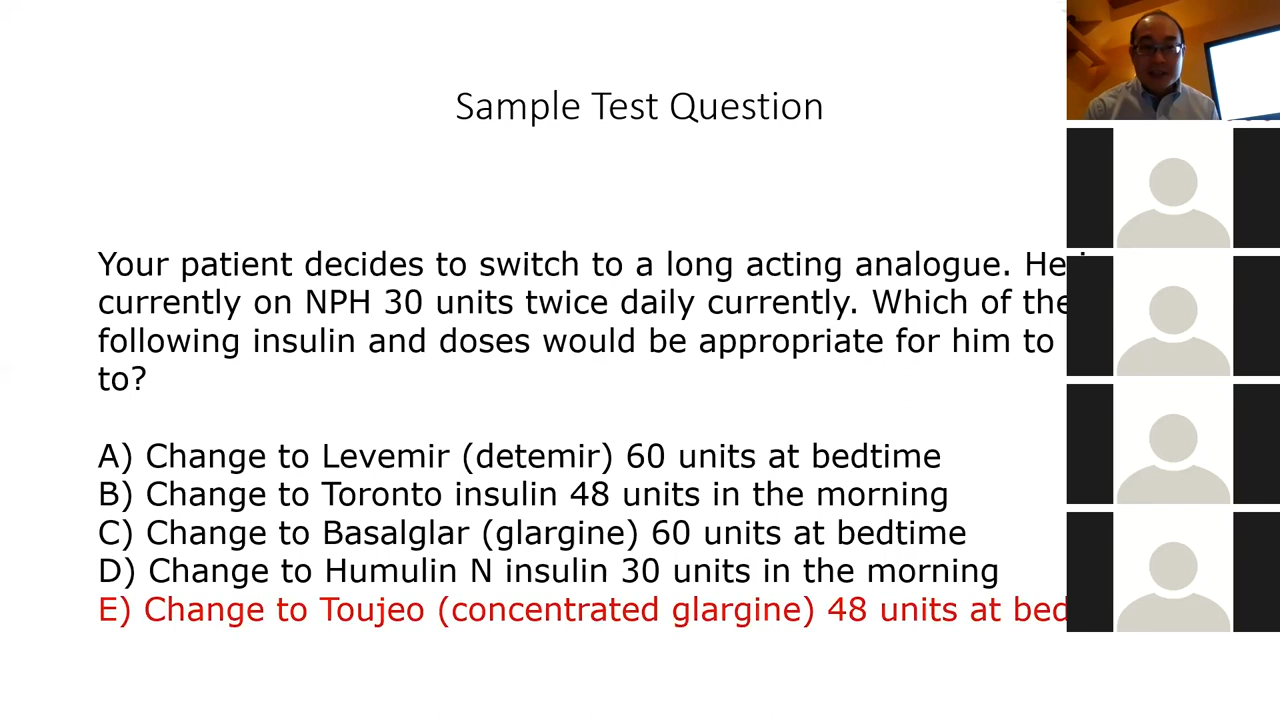 Sample Test Question
Your patient decides to switch to a long acting analogue. He
currently on NPH 30 units twice daily currently. Which of the
following insulin and doses would be appropriate for him to
to?
A) Change to Levemir (detemir) 60 units at bedtime
B) Change to Toronto insulin 48 units in the morning
C) Change to Basalglar (glargine) 60 units at bedtime
D) Change to Humulin N insulin 30 units in the morning
E) Change to Toujeo (concentrated glargine) 48 units at bed